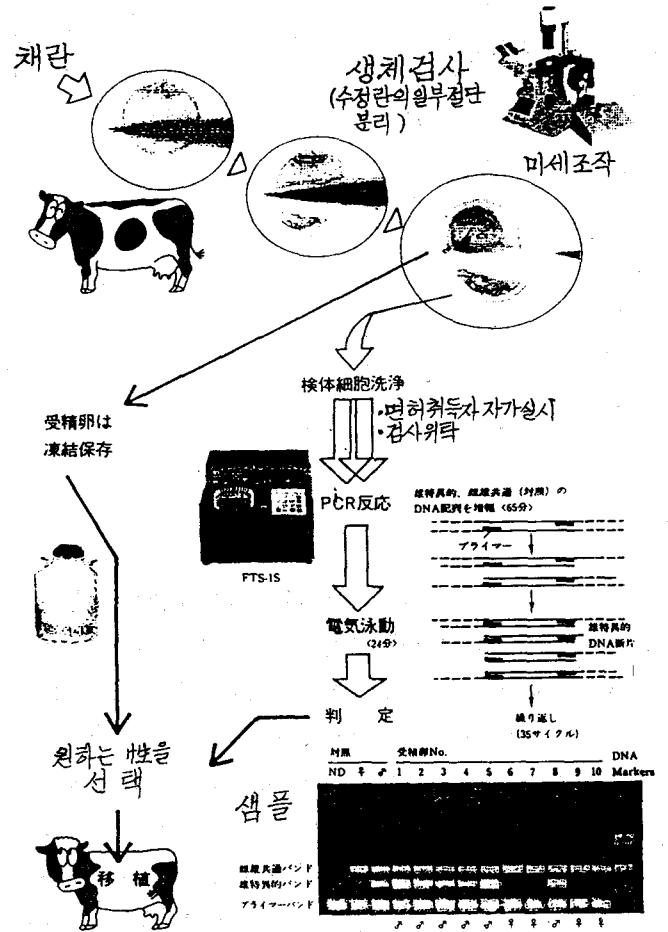 채란
생체검사
(수정란의 일부절단
분리)
미세조작
検体細胞洗浄
・면허취득자 자가실시
・검사위탁
受精卵は
凍結保存
PCR反応
FTS-1S
雄特異的、雌雄共通(対照)の
DNA配列を増幅〈65分〉
プライマー
電気泳動
〈24分〉
雄特異的
DNA断片
判 定
繰り返し
(35サイクル)
원하는 性을
選択
移植
샘플
対照 受精卵No. DNA
ND ♀ ♂ 1 2 3 4 5 6 7 8 9 10 Markers
雌雄共通バンド
雄特異的バンド
プライマーバンド
♂ ♂ ♂ ♂ ♂ ♀ ♀ ♂ ♀ ♀